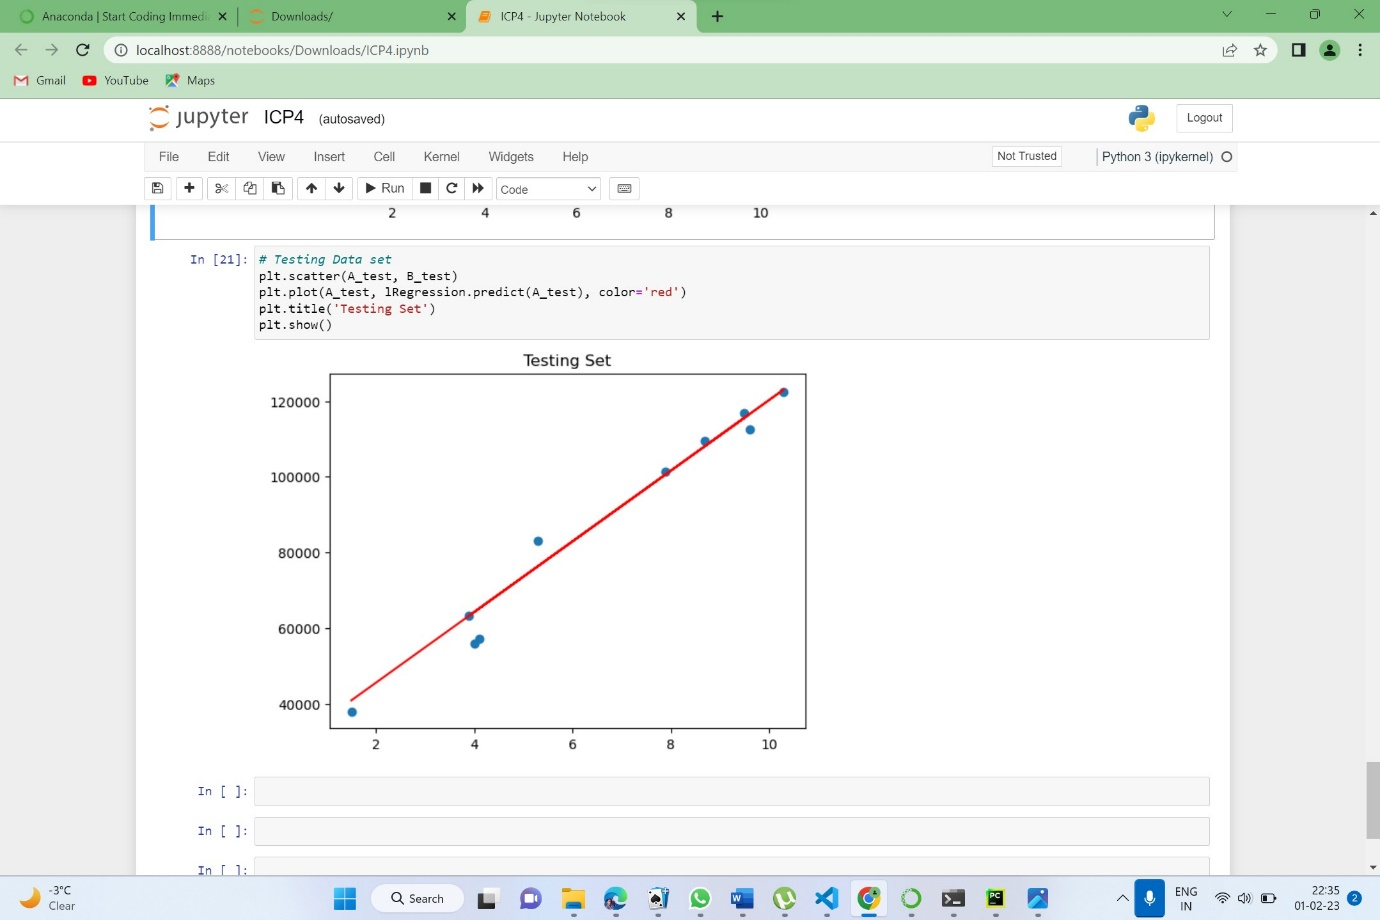 Anaconda | Start Coding Immedi
Downloads/
ICP4 - Jupyter Notebook
localhost:8888/notebooks/Downloads/ICP4.ipynb
Gmail YouTube Maps
jupyter ICP4 (autosaved)
Logout
File Edit View Insert Cell Kernel Widgets Help
Not Trusted
Python 3 (ipykernel)
Run
Code
2 4 6 8 10
In [21]:
# Testing Data set
plt.scatter(A_test, B_test)
plt.plot(A_test, lRegression.predict(A_test), color='red')
plt.title('Testing Set')
plt.show()
Testing Set
120000
100000
80000
60000
40000
2 4 6 8 10
In [ ]:
In [ ]:
In [ ]:
-3°C
Clear
Search
ENG
IN
22:35
01-02-23
2